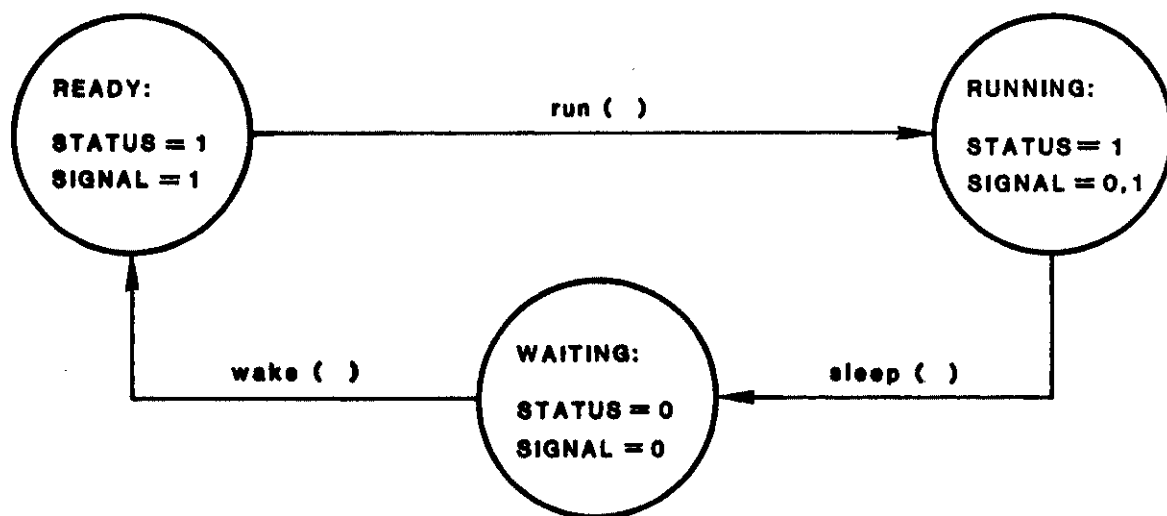 READY:
STATUS = 1
SIGNAL = 1
run ( )
RUNNING:
STATUS = 1
SIGNAL = 0,1
WAITING:
STATUS = 0
SIGNAL = 0
wake ( )
sleep ( )